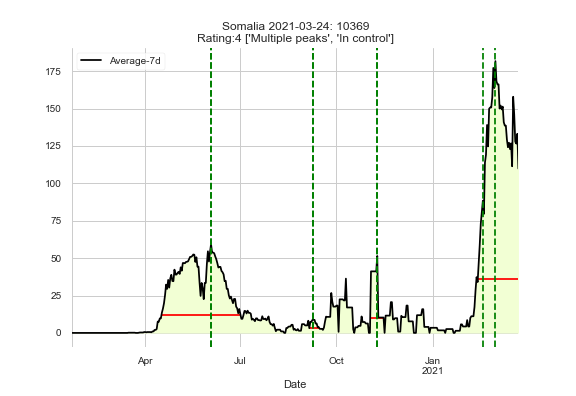 Somalia 2021-03-24: 10369
Rating:4 ['Multiple peaks', 'In control']
Average-7d
175
150
125
100
75
50
25
0
Apr
Jul
Oct
Jan
2021
Date